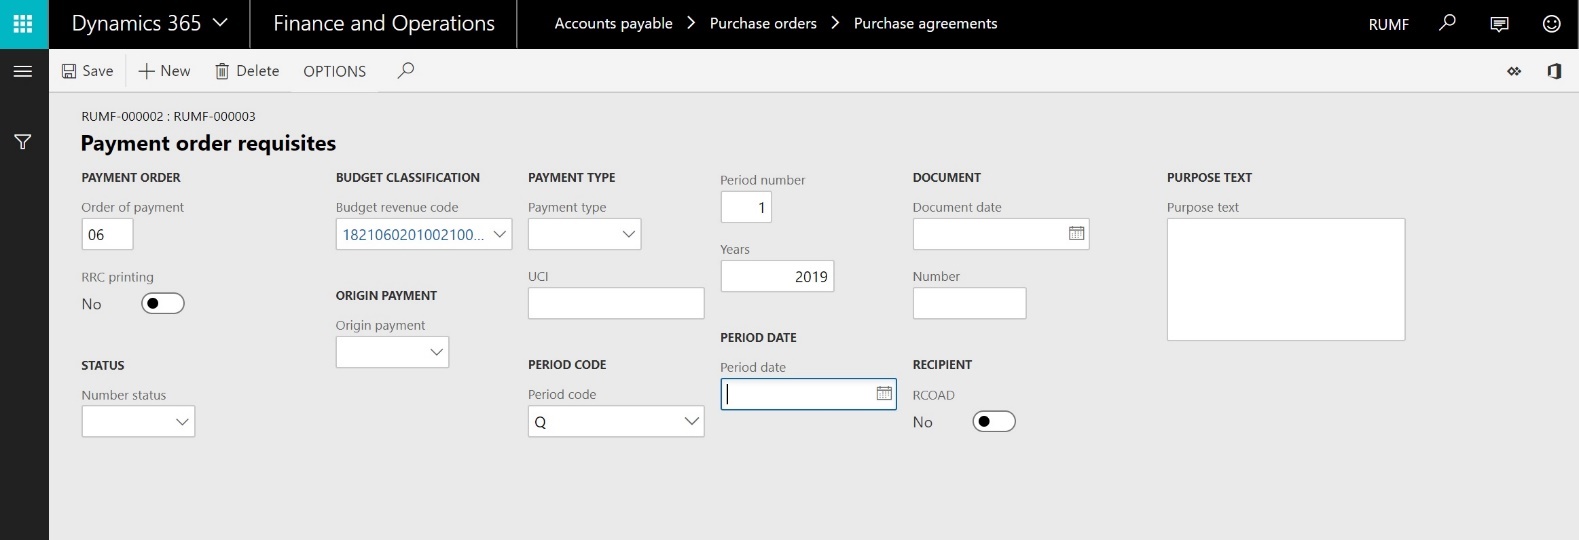 Dynamics 365
Finance and Operations
Accounts payable > Purchase orders > Purchase agreements
RUMF
Save
New
Delete
OPTIONS
RUMF-000002 : RUMF-000003
Payment order requisites
PAYMENT ORDER
Order of payment
06
RRC printing
No
STATUS
Number status
BUDGET CLASSIFICATION
Budget revenue code
1821060201002100...
ORIGIN PAYMENT
Origin payment
PAYMENT TYPE
Payment type
UCI
PERIOD CODE
Period code
Q
Period number
1
Years
2019
PERIOD DATE
Period date
DOCUMENT
Document date
Number
RECIPIENT
RCOAD
No
PURPOSE TEXT
Purpose text